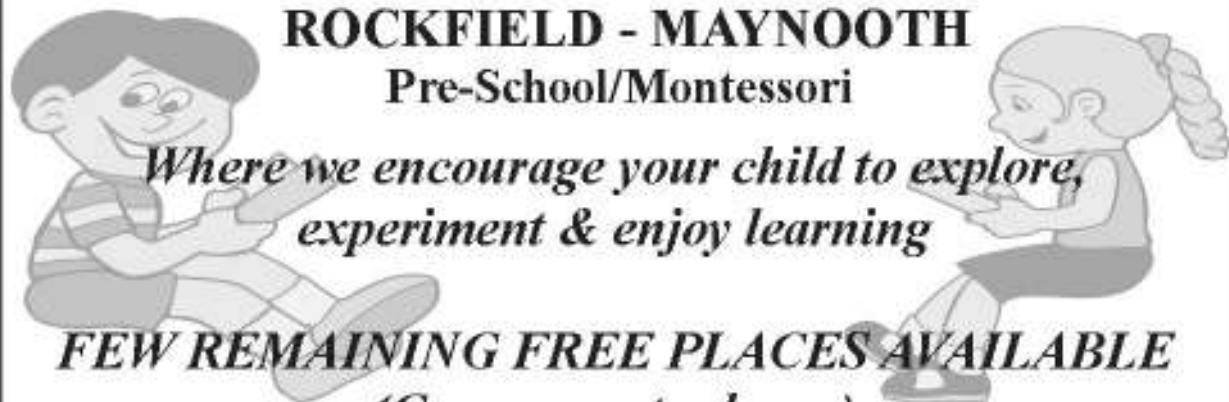 ROCKFIELD - MAYNOOTH
Pre-School/Montessori
Where we encourage your child to explore,
experiment & enjoy learning
FEW REMAINING FREE PLACES AVAILABLE